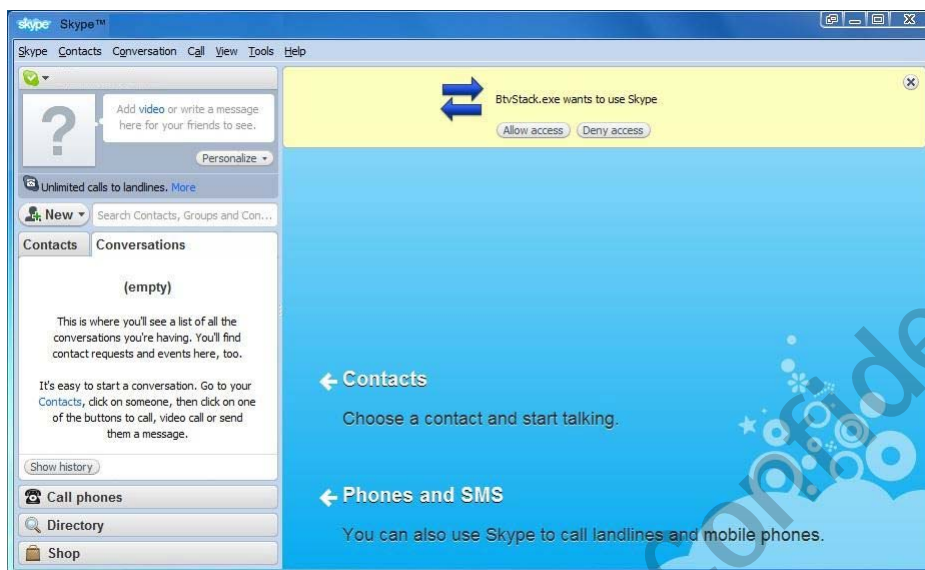 skype Skype™
Skype Contacts Conversation Call View Tools Help
Add video or write a message
here for your friends to see.
Personalize
Unlimited calls to landlines. More
New
Search Contacts, Groups and Con...
Contacts Conversations
(empty)
This is where you'll see a list of all the
conversations you're having. You'll find
contact requests and events here, too.
It's easy to start a conversation. Go to your
Contacts, click on someone, then click on one
of the buttons to call, video call or send
them a message.
Show history
Call phones
Directory
Shop
BtvStack.exe wants to use Skype
Allow access Deny access
Contacts
Choose a contact and start talking.
Phones and SMS
You can also use Skype to call landlines and mobile phones.
Confide